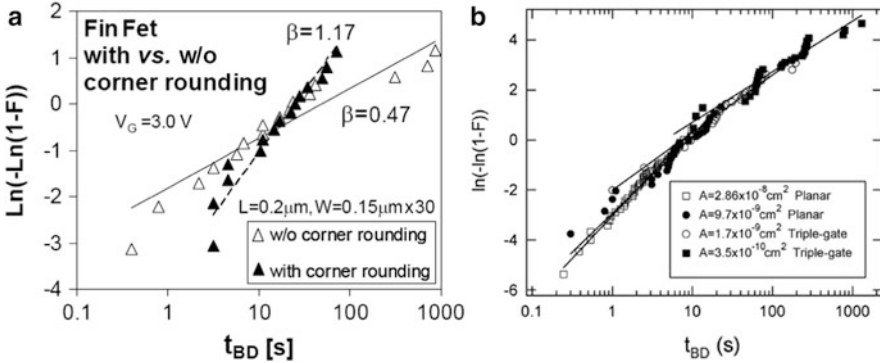 a
FinFet
with vs. w/o
corner rounding
V_G =3.0 V
β=1.17
β=0.47
L=0.2μm, W=0.15μm x 30
△ w/o corner rounding
▲ with corner rounding
Ln(-Ln(1-F))
2
1
0
-1
-2
-3
-4
0.1
1
10
100
1000
t_BD [s]
b
ln(-ln(1-F))
4
2
0
-2
-4
-6
□ A=2.86x10^-8cm^2 Planar
● A=9.7x10^-9cm^2 Planar
○ A=1.7x10^-9cm^2 Triple-gate
■ A=3.5x10^-10cm^2 Triple-gate
0.1
1
10
100
1000
t_BD (s)